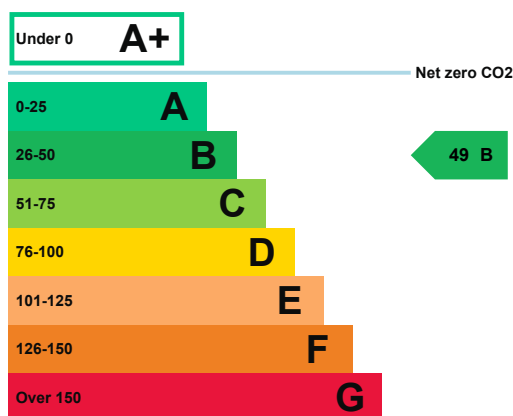 Under 0 A+
Net zero CO2
0-25 A
26-50 B 49 B
51-75 C
76-100 D
101-125 E
126-150 F
Over 150 G